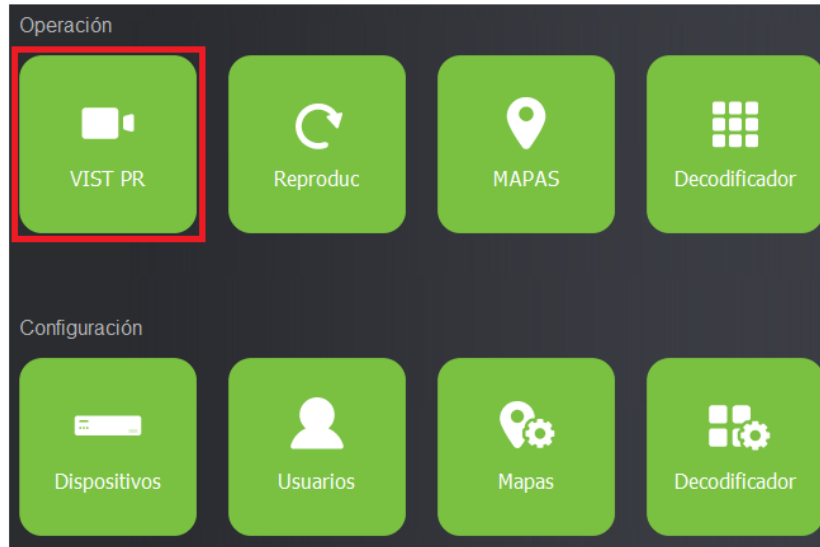 Operación
VIST PR
Reproduc
MAPAS
Decodificador
Configuración
Dispositivos
Usuarios
Mapas
Decodificador